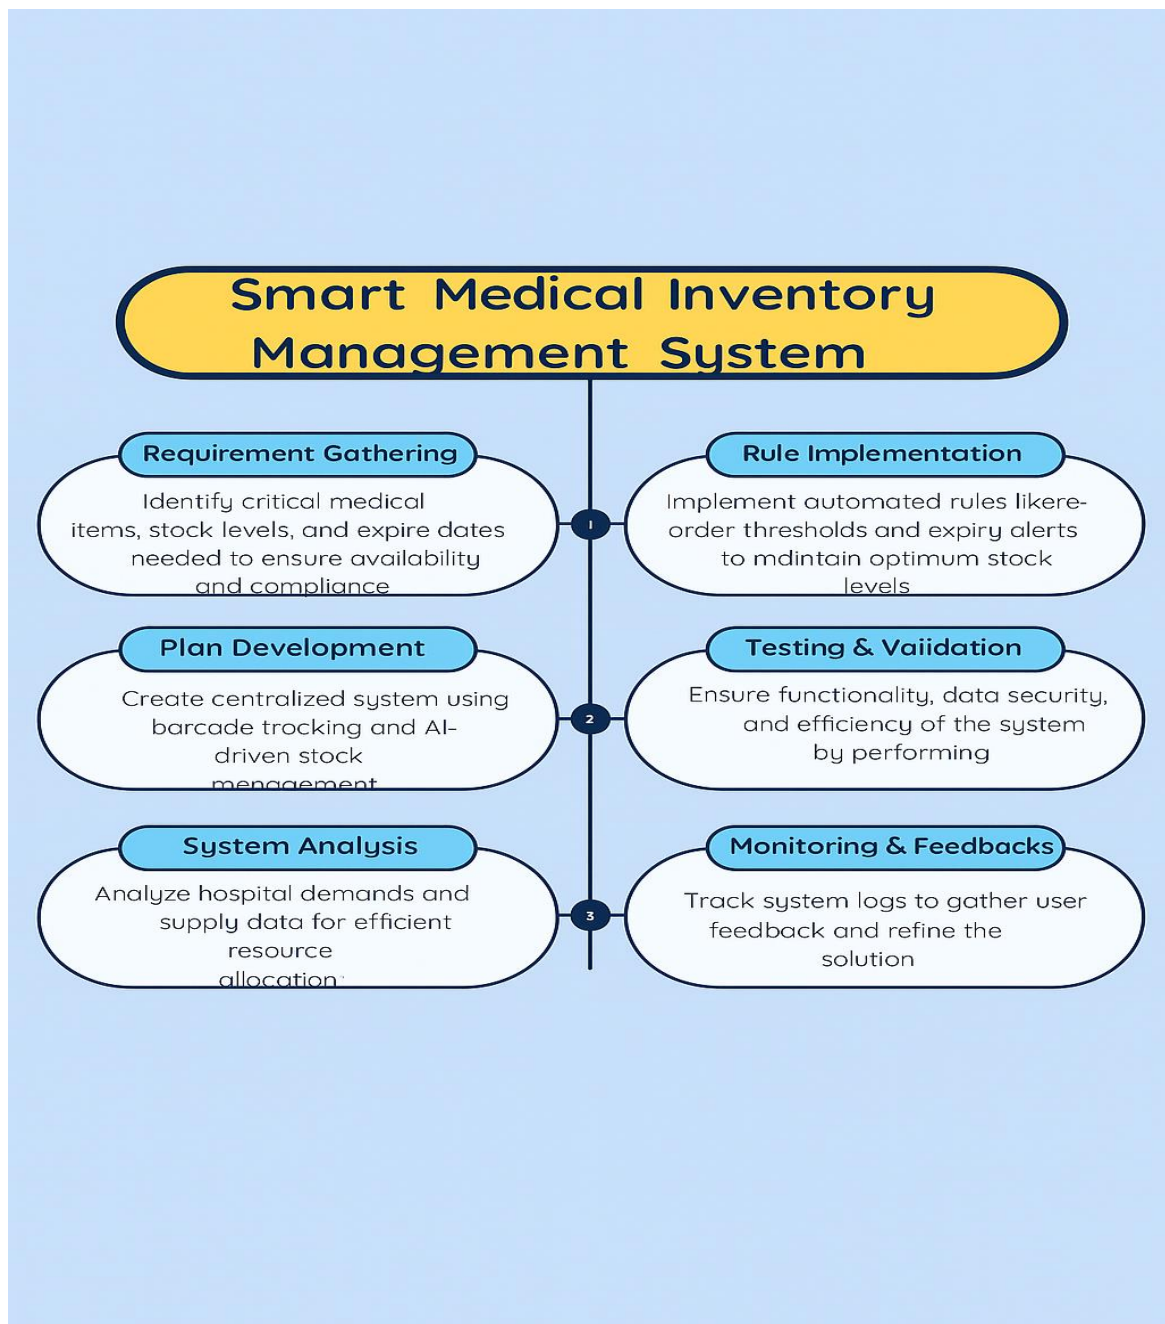 Smart Medical Inventory
Management System
Requirement Gathering
Identify critical medical
items, stock levels, and expire dates
needed to ensure availability
and compliance
Rule Implementation
Implement automated rules likere-
order thresholds and expiry alerts
to mdintain optimum stock
levels
1
Plan Development
Create centralized system using
barcade trocking and AI-
driven stock
mengagement
Testing & Vaiidation
Ensure functionality, data security,
and efficiency of the system
by performing
2
System Analysis
Analyze hospital demands and
supply data for efficient
resource
allocation
Monitoring & Feedbacks
Track system logs to gather user
feedback and refine the
solution
3